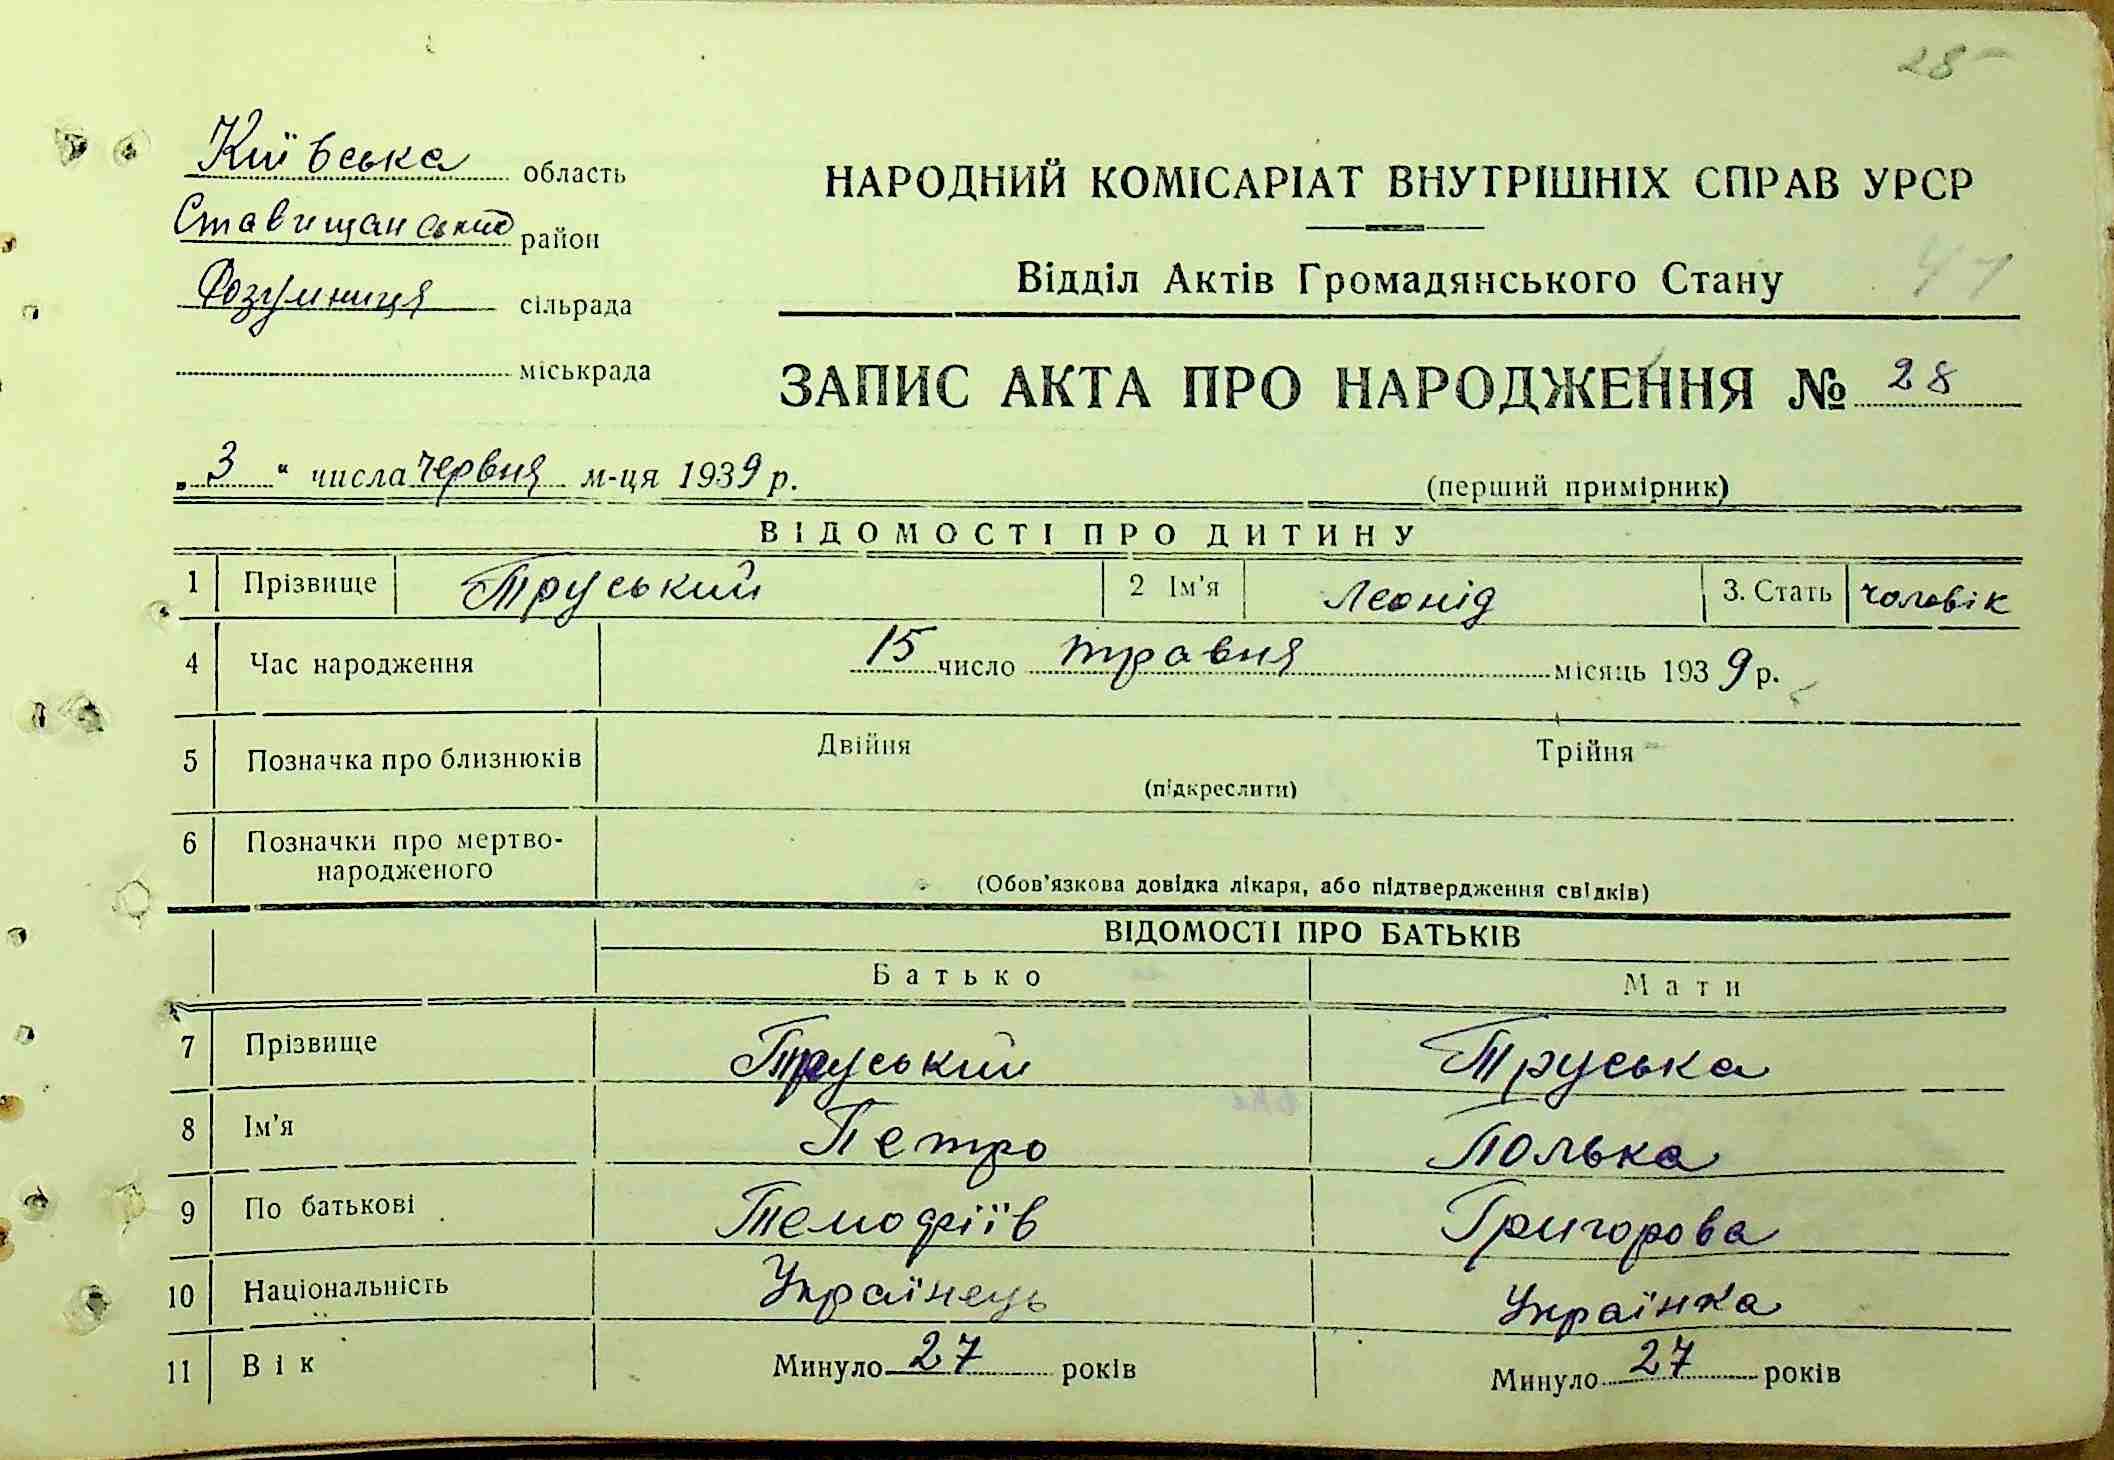 28
Київська область
Ставищанський район
Розумниця сільрада
міськрада
НАРОДНИЙ КОМІСАРІАТ ВНУТРІШНІХ СПРАВ УРСР
Відділ Актів Громадянського Стану
ЗАПИС АКТА ПРО НАРОДЖЕННЯ № 28
„ 3 “ числа червня м-ця 1939 р.
(перший примірник)
ВІДОМОСТІ ПРО ДИТИНУ
1 Прізвище Труський 2 Ім'я Леонід 3. Стать чоловік
4 Час народження 15 число травня місяць 1939 р.
5 Позначка про близнюків Двійня Трійня
(підкреслити)
6 Позначки про мертво-
народженого
(Обов'язкова довідка лікаря, або підтвердження свідків)
ВІДОМОСТІ ПРО БАТЬКІВ
Батько Мати
7 Прізвище Труський Труська
8 Ім'я Петро Полька
9 По батькові Григорова
10 Національність Українець Українка
11 Вік Минуло 27 років Минуло 27 років